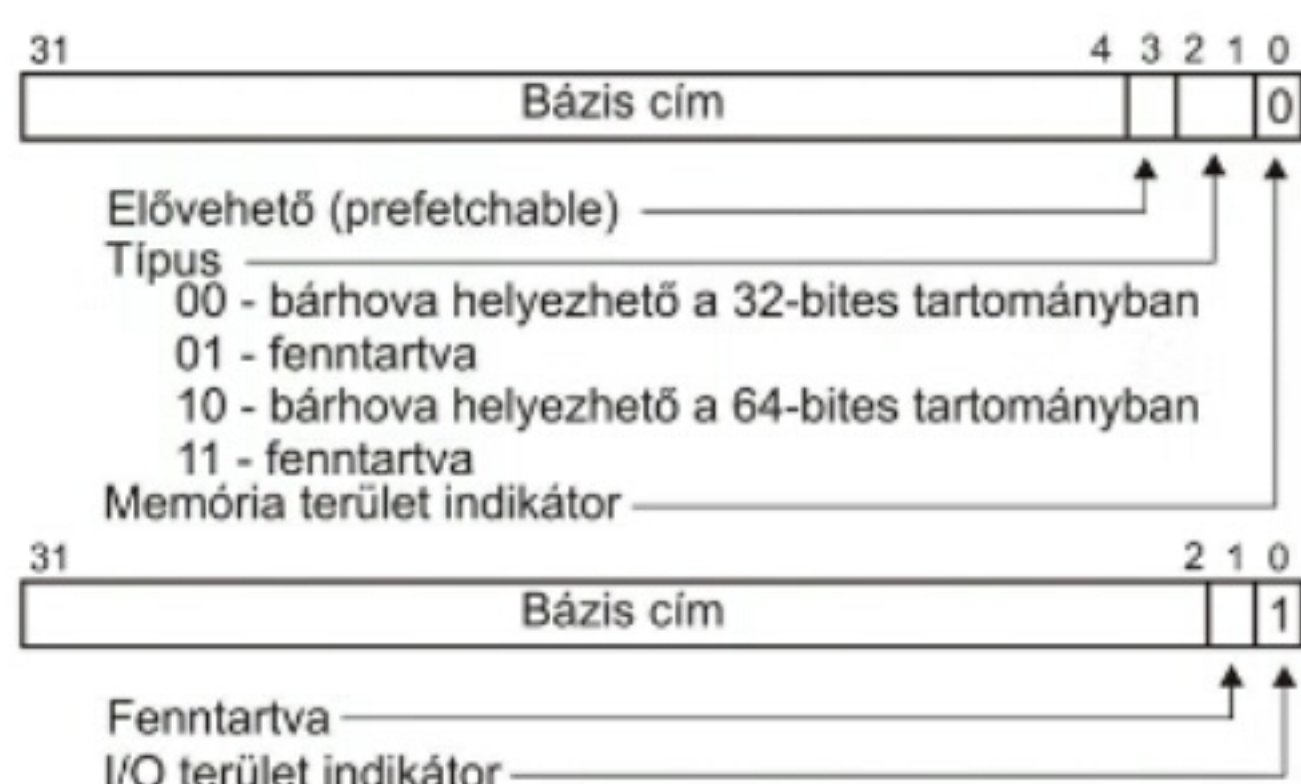 31 4 3 2 1 0
Bázis cím 0
Elővehető (prefetchable)
Típus
00 - bárhova helyezhető a 32-bites tartományban
01 - fenntartva
10 - bárhova helyezhető a 64-bites tartományban
11 - fenntartva
Memória terület indikátor
31 2 1 0
Bázis cím 1
Fenntartva
I/O terület indikátor